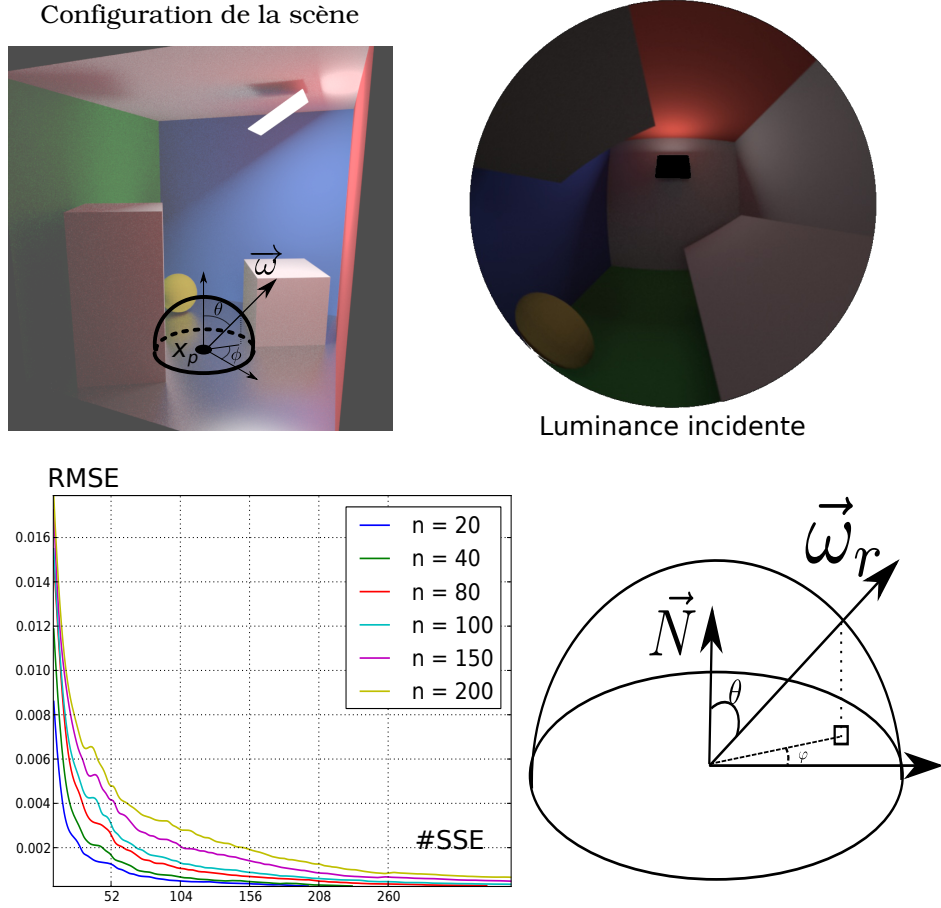 Configuration de la scène
ω
θ
x_p
ϕ
Luminance incidente
RMSE
0.016
0.014
0.012
0.010
0.008
0.006
0.004
0.002
n = 20
n = 40
n = 80
n = 100
n = 150
n = 200
#SSE
52
104
156
208
260
N
ω_r
θ
φ